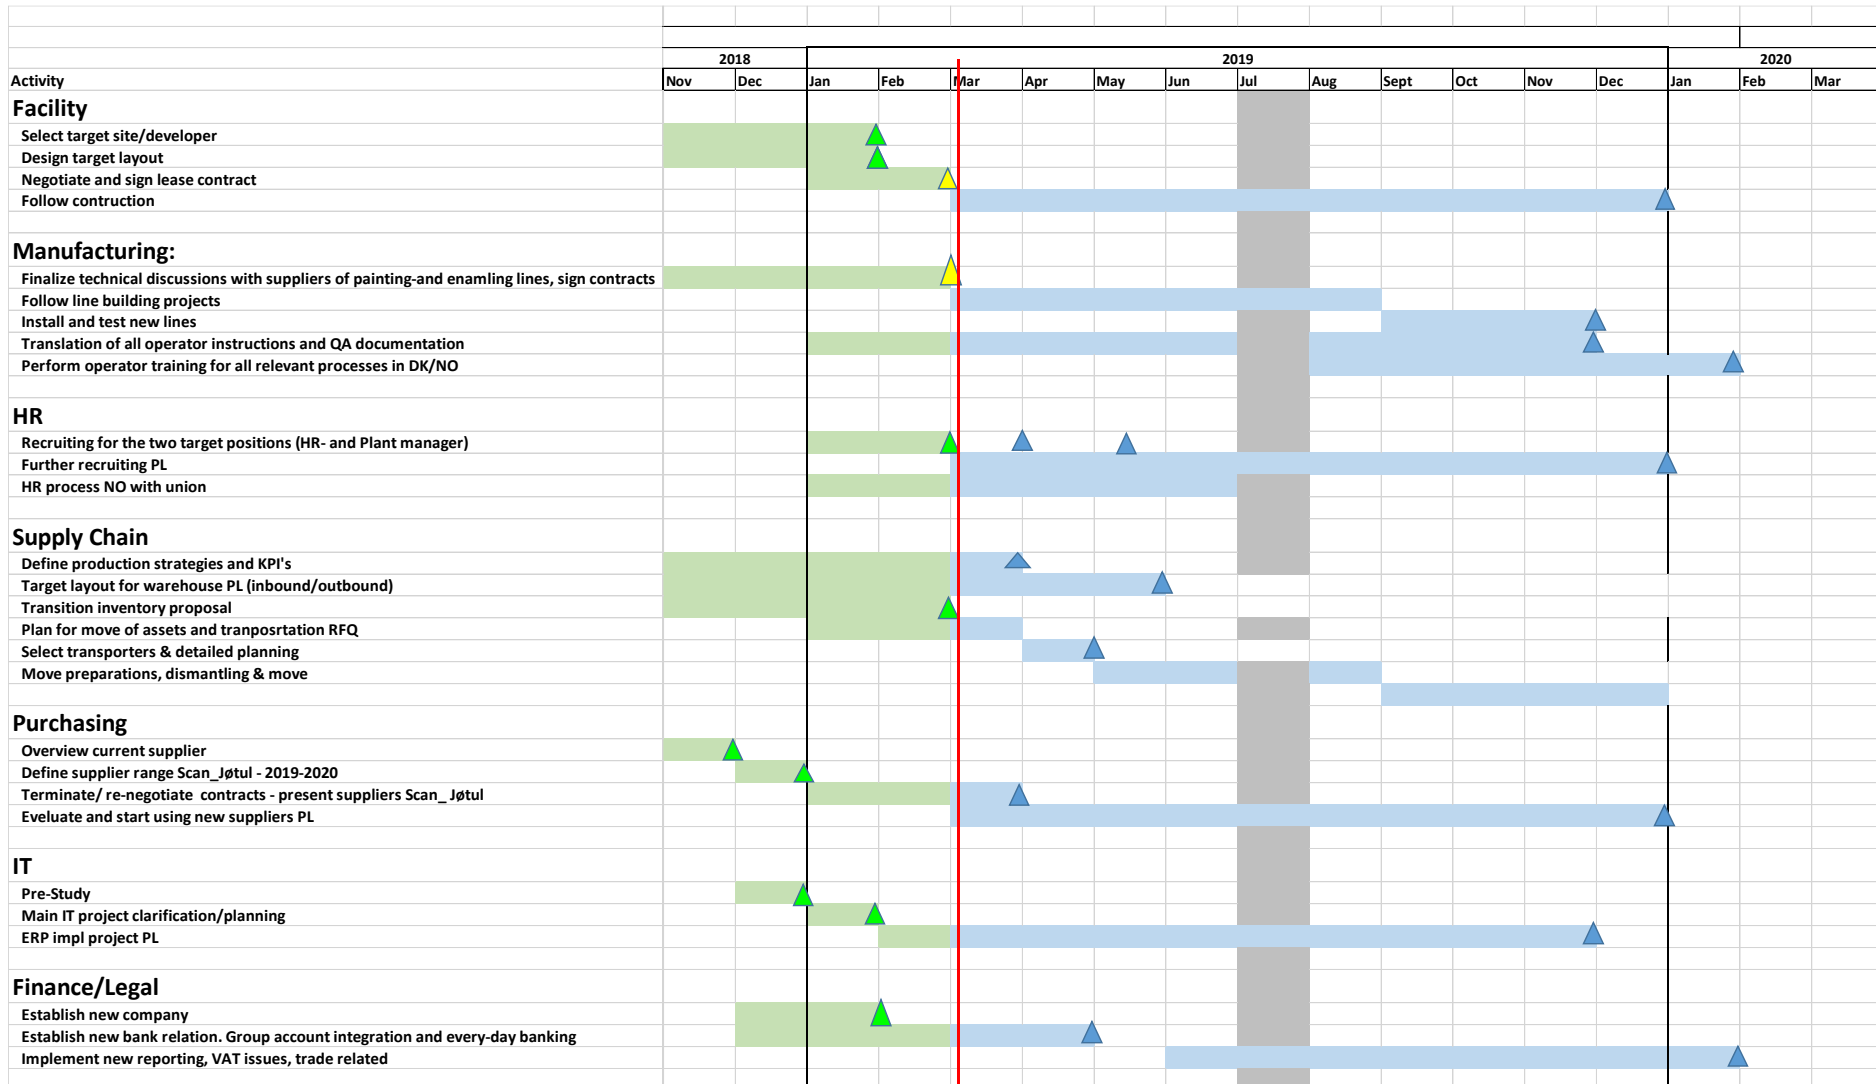 2018 2019 2020
Activity Nov Dec Jan Feb Mar Apr May Jun Jul Aug Sept Oct Nov Dec Jan Feb Mar
Facility
Select target site/developer
Design target layout
Negotiate and sign lease contract
Follow contruction
Manufacturing:
Finalize technical discussions with suppliers of painting-and enamling lines, sign contracts
Follow line building projects
Install and test new lines
Translation of all operator instructions and QA documentation
Perform operator training for all relevant processes in DK/NO
HR
Recruiting for the two target positions (HR- and Plant manager)
Further recruiting PL
HR process NO with union
Supply Chain
Define production strategies and KPI's
Target layout for warehouse PL (inbound/outbound)
Transition inventory proposal
Plan for move of assets and tranposrtation RFQ
Select transporters & detailed planning
Move preparations, dismantling & move
Purchasing
Overview current supplier
Define supplier range Scan_Jøtul - 2019-2020
Terminate/ re-negotiate  contracts - present suppliers Scan_ Jøtul
Eveluate and start using new suppliers PL
IT
Pre-Study
Main IT project clarification/planning
ERP impl project PL
Finance/Legal
Establish new company
Establish new bank relation. Group account integration and every-day banking
Implement new reporting, VAT issues, trade related